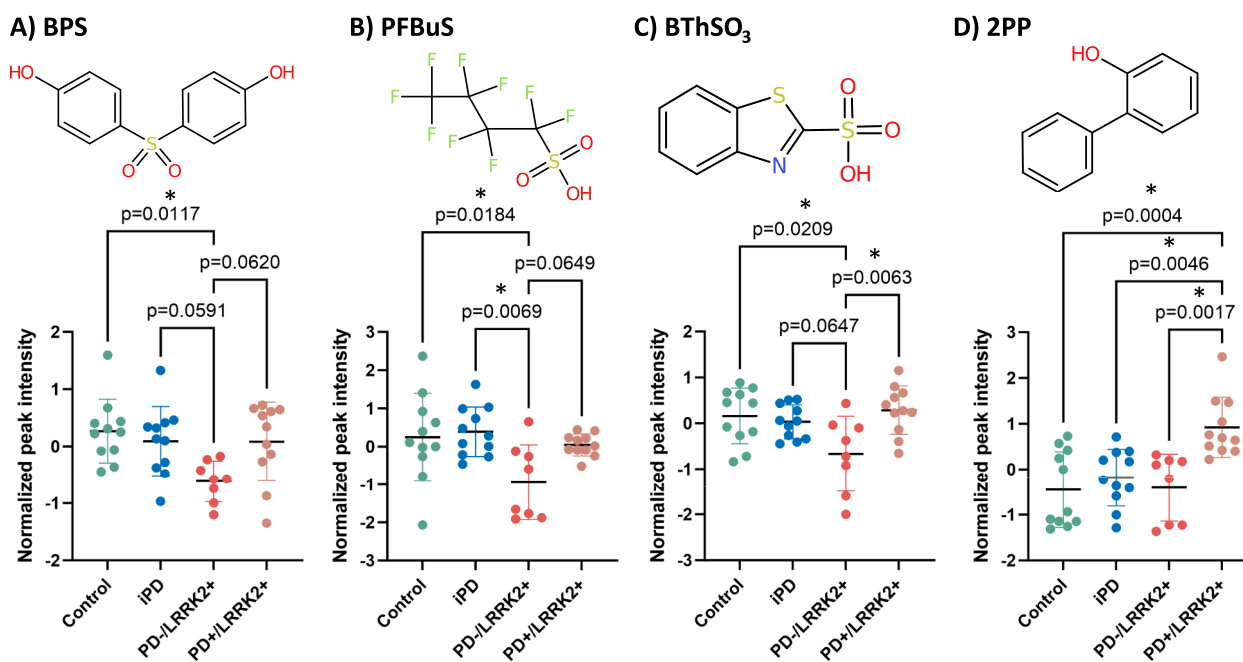 A) BPS
B) PFBuS
C) BThSO3
D) 2PP
HO
OH
S
O
O
F
F
F
F
F
F
F
F
F
O
S
O
OH
S
N
O
S
O
OH
HO
*
p=0.0117
p=0.0620
p=0.0591
Normalized peak intensity
2
1
0
-1
-2
Control
iPD
PD-/LRRK2+
PD+/LRRK2+
*
p=0.0184
p=0.0649
*
p=0.0069
Normalized peak intensity
3
2
1
0
-1
-2
-3
Control
iPD
PD-/LRRK2+
PD+/LRRK2+
*
p=0.0209
*
p=0.0063
p=0.0647
Normalized peak intensity
2
1
0
-1
-2
-3
Control
iPD
PD-/LRRK2+
PD+/LRRK2+
*
p=0.0004
*
p=0.0046
*
p=0.0017
Normalized peak intensity
3
2
1
0
-1
-2
Control
iPD
PD-/LRRK2+
PD+/LRRK2+